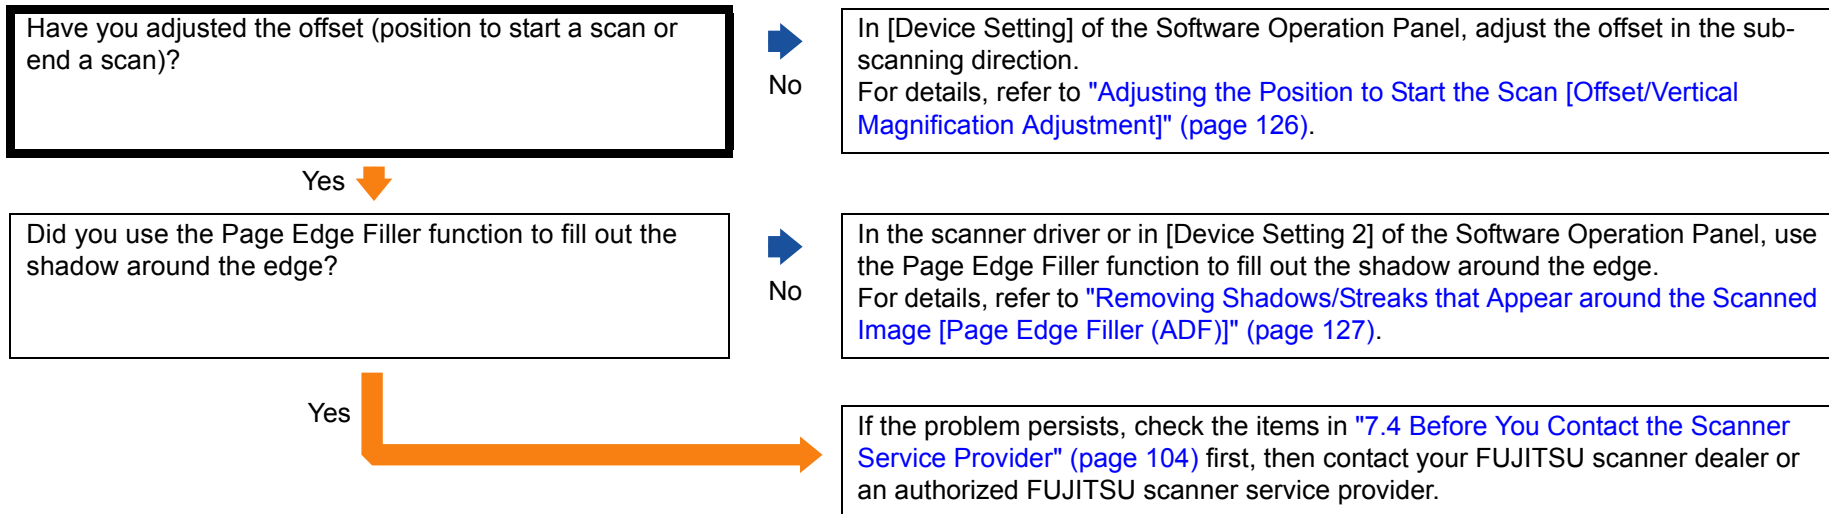 Have you adjusted the offset (position to start a scan or
end a scan)?
No
In [Device Setting] of the Software Operation Panel, adjust the offset in the sub-
scanning direction.
For details, refer to "Adjusting the Position to Start the Scan [Offset/Vertical
Magnification Adjustment]" (page 126).
Yes
Did you use the Page Edge Filler function to fill out the
shadow around the edge?
No
In the scanner driver or in [Device Setting 2] of the Software Operation Panel, use
the Page Edge Filler function to fill out the shadow around the edge.
For details, refer to "Removing Shadows/Streaks that Appear around the Scanned
Image [Page Edge Filler (ADF)]" (page 127).
Yes
If the problem persists, check the items in "7.4 Before You Contact the Scanner
Service Provider" (page 104) first, then contact your FUJITSU scanner dealer or
an authorized FUJITSU scanner service provider.